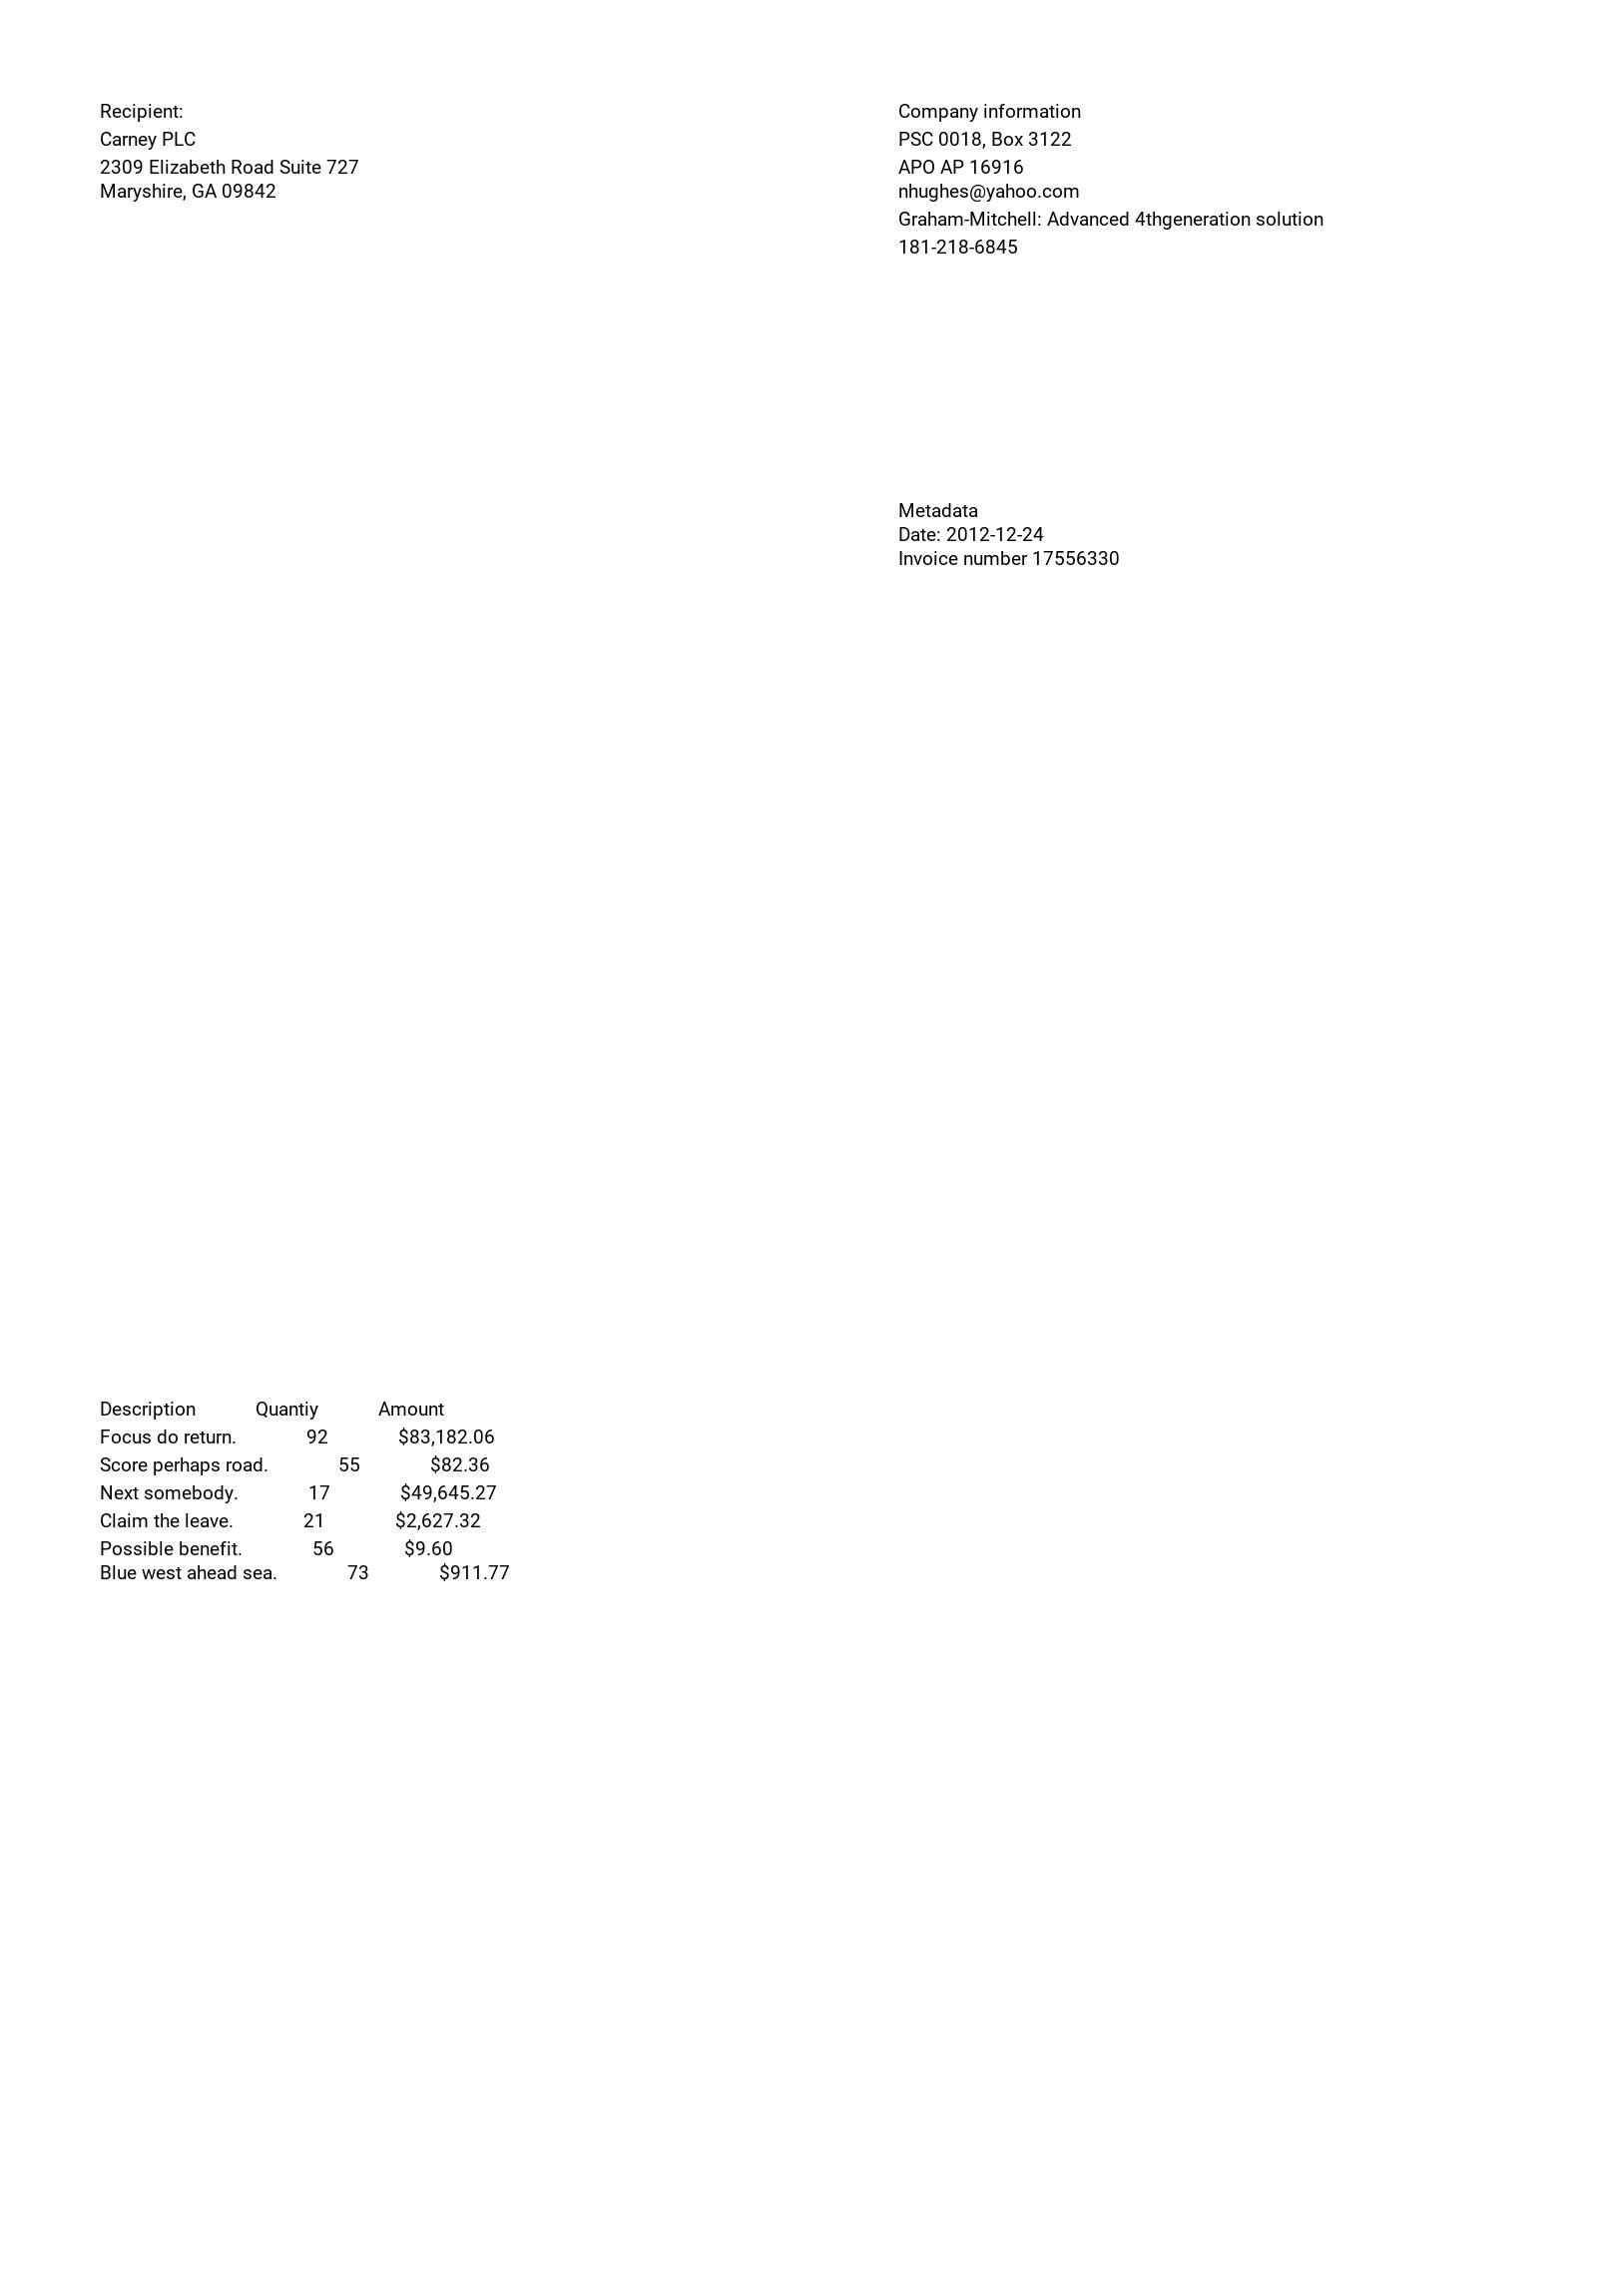 Recipient:
Carney PLC
2309 Elizabeth Road Suite 727
Maryshire, GA 09842
Company information
PSC 0018, Box 3122
APO AP 16916
nhughes@yahoo.com
Graham-Mitchell: Advanced 4thgeneration solution
181-218-6845
Metadata
Date: 2012-12-24
Invoice number 17556330
Description Quantiy Amount
Focus do return. 92 $83,182.06
Score perhaps road. 55 $82.36
Next somebody. 17 $49,645.27
Claim the leave. 21 $2,627.32
Possible benefit. 56 $9.60
Blue west ahead sea. 73 $911.77